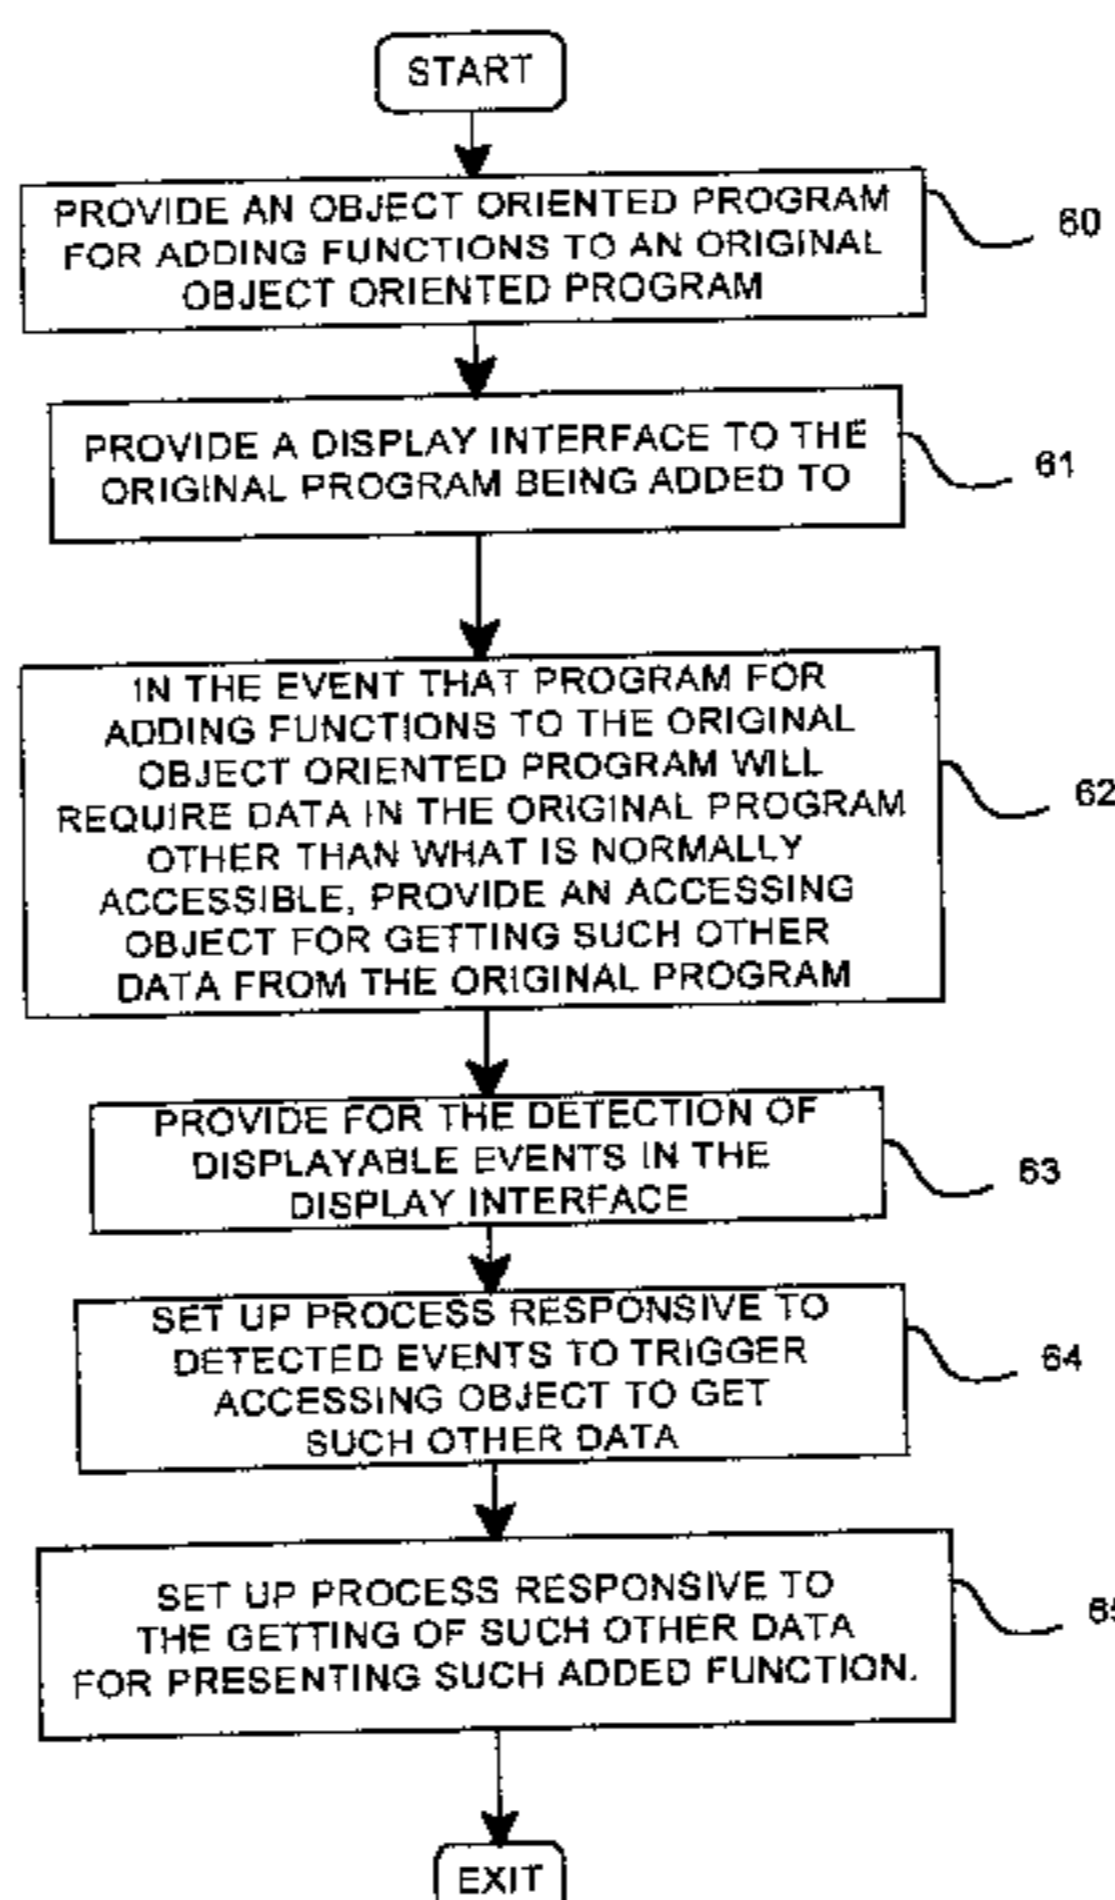 START
PROVIDE AN OBJECT ORIENTED PROGRAM
FOR ADDING FUNCTIONS TO AN ORIGINAL
OBJECT ORIENTED PROGRAM
60
PROVIDE A DISPLAY INTERFACE TO THE
ORIGINAL PROGRAM BEING ADDED TO
61
IN THE EVENT THAT PROGRAM FOR
ADDING FUNCTIONS TO THE ORIGINAL
OBJECT ORIENTED PROGRAM WILL
REQUIRE DATA IN THE ORIGINAL PROGRAM
OTHER THAN WHAT IS NORMALLY
ACCESSIBLE, PROVIDE AN ACCESSING
OBJECT FOR GETTING SUCH OTHER
DATA FROM THE ORIGINAL PROGRAM
62
PROVIDE FOR THE DETECTION OF
DISPLAYABLE EVENTS IN THE
DISPLAY INTERFACE
63
SET UP PROCESS RESPONSIVE TO
DETECTED EVENTS TO TRIGGER
ACCESSING OBJECT TO GET
SUCH OTHER DATA
64
SET UP PROCESS RESPONSIVE TO
THE GETTING OF SUCH OTHER DATA
FOR PRESENTING SUCH ADDED FUNCTION.
65
EXIT